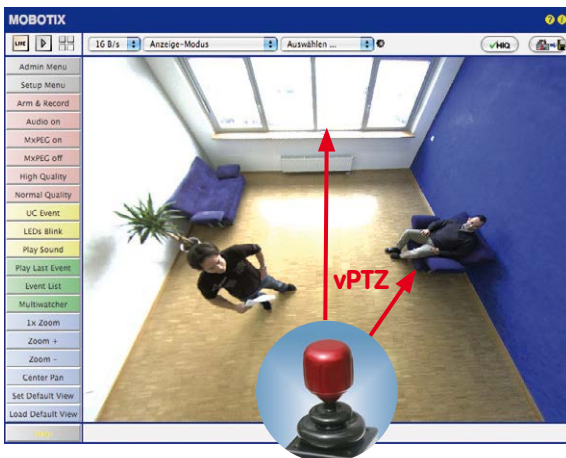 MOBOTIX
LIVE
16 B/s Anzeige-Modus Auswählen ... HIQ
Admin Menu
Setup Menu
Arm & Record
Audio on
MxPEG on
MxPEG off
High Quality
Normal Quality
UC Event
LEDs Blink
Play Sound
Play Last Event
Event List
Multiwatcher
1x Zoom
Zoom +
Zoom -
Center Pan
Set Default View
Load Default View
vPTZ